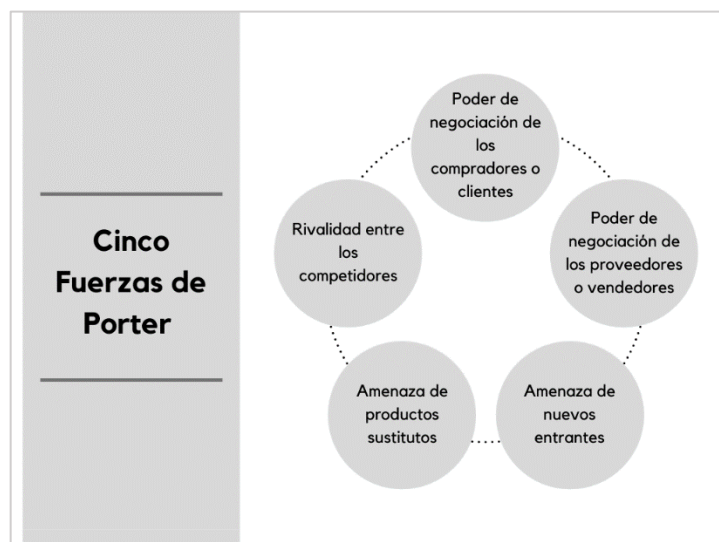 Cinco
Fuerzas de
Porter
Poder de
negociación de
los
compradores o
clientes
Poder de
negociación de
los proveedores
o vendedores
Amenaza de
nuevos
entrantes
Amenaza de
productos
sustitutos
Rivalidad entre
los
competidores